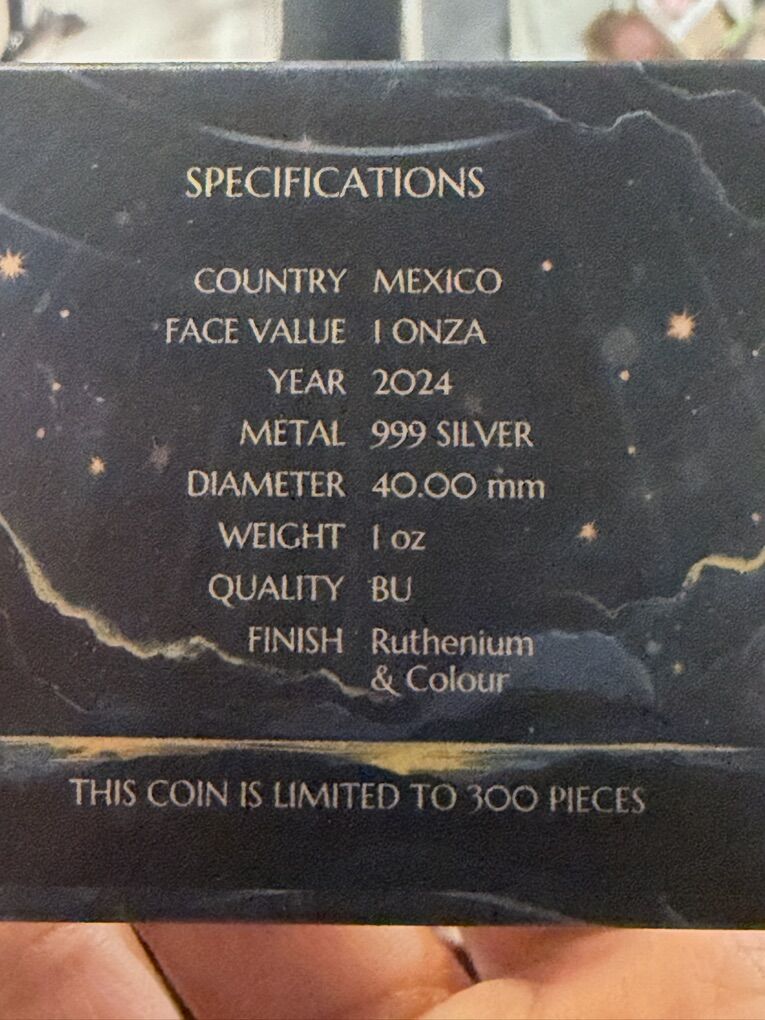 SPECIFICATIONS
COUNTRY MEXICO
FACE VALUE 1 ONZA
YEAR 2024
METAL 999 SILVER
DIAMETER 40.00 mm
WEIGHT 1 oz
QUALITY BU
FINISH Ruthenium
& Colour
THIS COIN IS LIMITED TO 300 PIECES